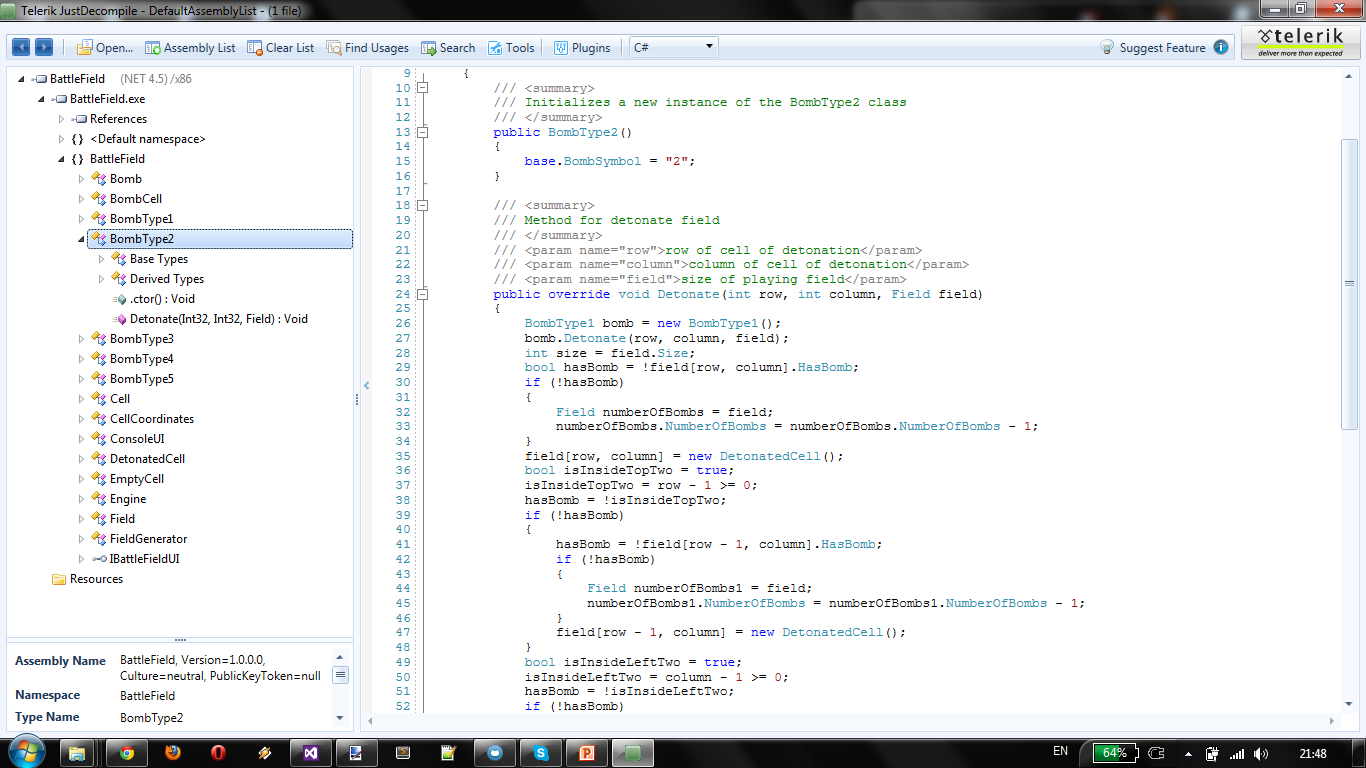 Telerik JustDecompile - DefaultAssemblyList - (1 file)
Open... Assembly List Clear List Find Usages Search Tools Plugins C# Suggest Feature
telerik
deliver more than expected
BattleField (NET 4.5) /x86
BattleField.exe
References
{} <Default namespace>
{} BattleField
Bomb
BombCell
BombType1
BombType2
Base Types
Derived Types
.ctor() : Void
Detonate(Int32, Int32, Field) : Void
BombType3
BombType4
BombType5
Cell
CellCoordinates
ConsoleUI
DetonatedCell
EmptyCell
Engine
Field
FieldGenerator
IBattleFieldUI
Resources
Assembly Name BattleField, Version=1.0.0.0,
Culture=neutral, PublicKeyToken=null
Namespace BattleField
Type Name BombType2
9 {
10 /// <summary>
11 /// Initializes a new instance of the BombType2 class
12 /// </summary>
13 public BombType2()
14 {
15 base.BombSymbol = "2";
16 }
17
18 /// <summary>
19 /// Method for detonate field
20 /// </summary>
21 /// <param name="row">row of cell of detonation</param>
22 /// <param name="column">column of cell of detonation</param>
23 /// <param name="field">size of playing field</param>
24 public override void Detonate(int row, int column, Field field)
25 {
26 BombType1 bomb = new BombType1();
27 bomb.Detonate(row, column, field);
28 int size = field.Size;
29 bool hasBomb = !field[row, column].HasBomb;
30 if (!hasBomb)
31 {
32 Field numberOfBombs = field;
33 numberOfBombs.NumberOfBombs = numberOfBombs.NumberOfBombs - 1;
34 }
35 field[row, column] = new DetonatedCell();
36 bool isInsideTopTwo = true;
37 isInsideTopTwo = row - 1 >= 0;
38 hasBomb = !isInsideTopTwo;
39 if (!hasBomb)
40 {
41 hasBomb = !field[row - 1, column].HasBomb;
42 if (!hasBomb)
43 {
44 Field numberOfBombs1 = field;
45 numberOfBombs1.NumberOfBombs = numberOfBombs1.NumberOfBombs - 1;
46 }
47 field[row - 1, column] = new DetonatedCell();
48 }
49 bool isInsideLeftTwo = true;
50 isInsideLeftTwo = column - 1 >= 0;
51 hasBomb = !isInsideLeftTwo;
52 if (!hasBomb)
EN 64% 21:48